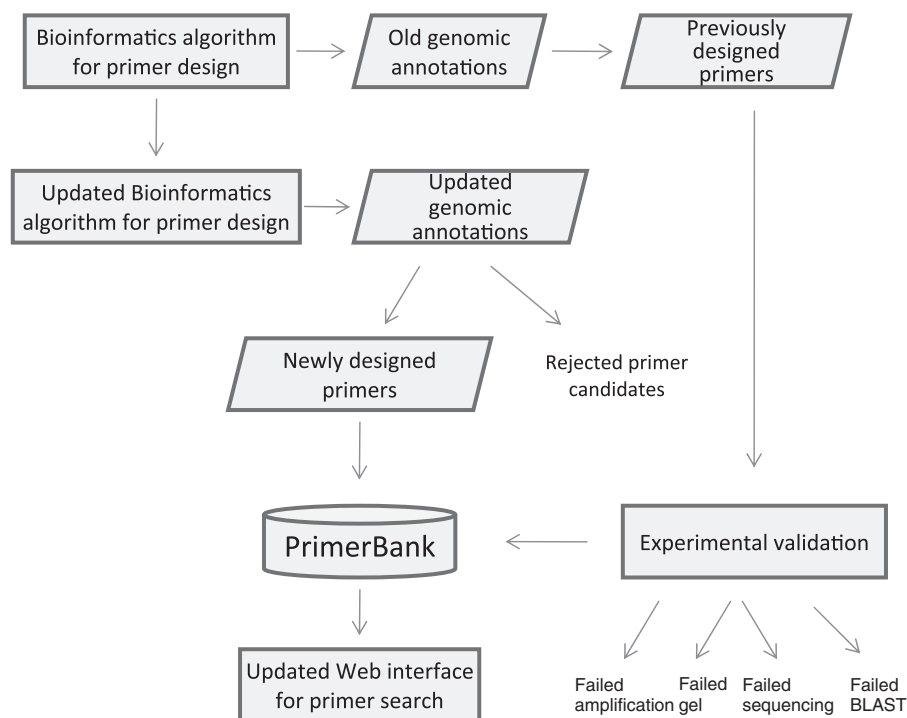 Bioinformatics algorithm
for primer design
Old genomic
annotations
Previously
designed
primers
Updated Bioinformatics
algorithm for primer design
Updated
genomic
annotations
Newly designed
primers
Rejected primer
candidates
PrimerBank
Experimental validation
Updated Web interface
for primer search
Failed
amplification
Failed
gel
Failed
sequencing
Failed
BLAST